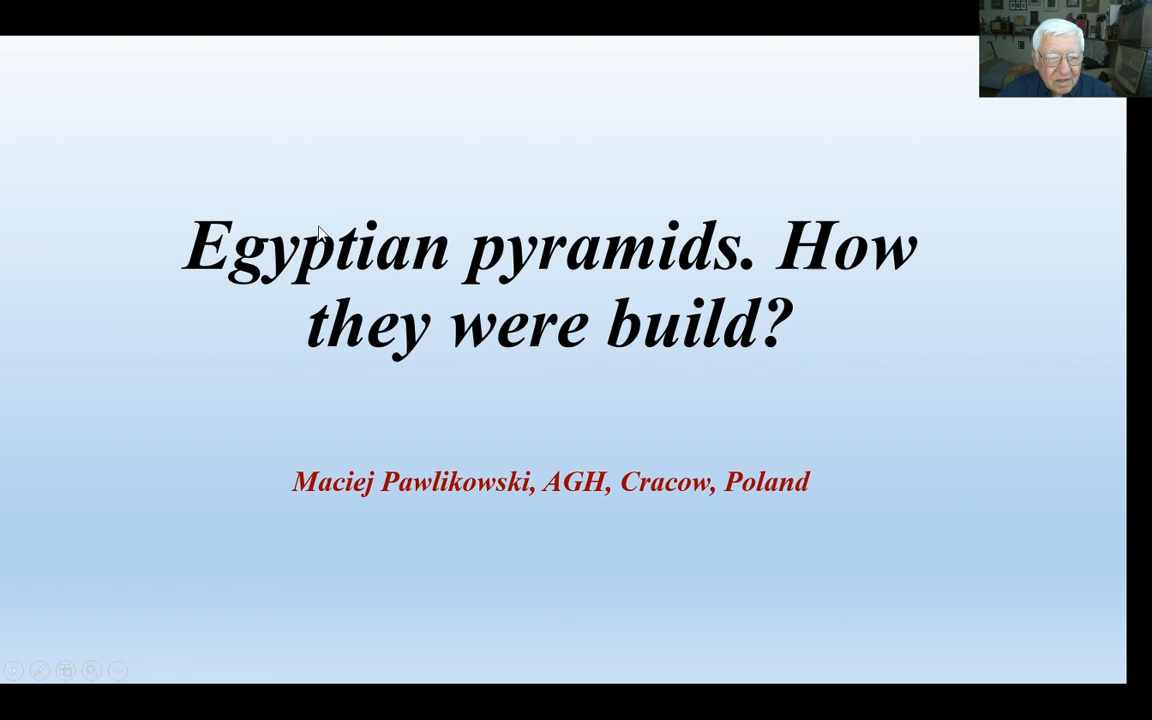 Egyptian pyramids. How
they were build?
Maciej Pawlikowski, AGH, Cracow, Poland